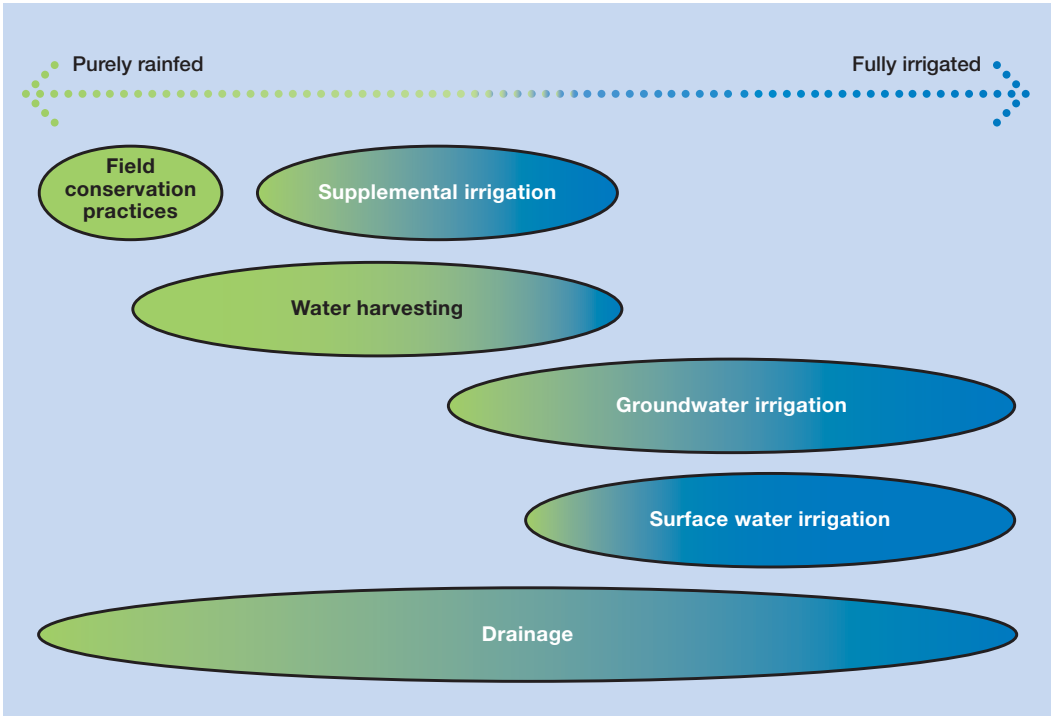 Purely rainfed
Fully irrigated
Field
conservation
practices
Supplemental irrigation
Water harvesting
Groundwater irrigation
Surface water irrigation
Drainage